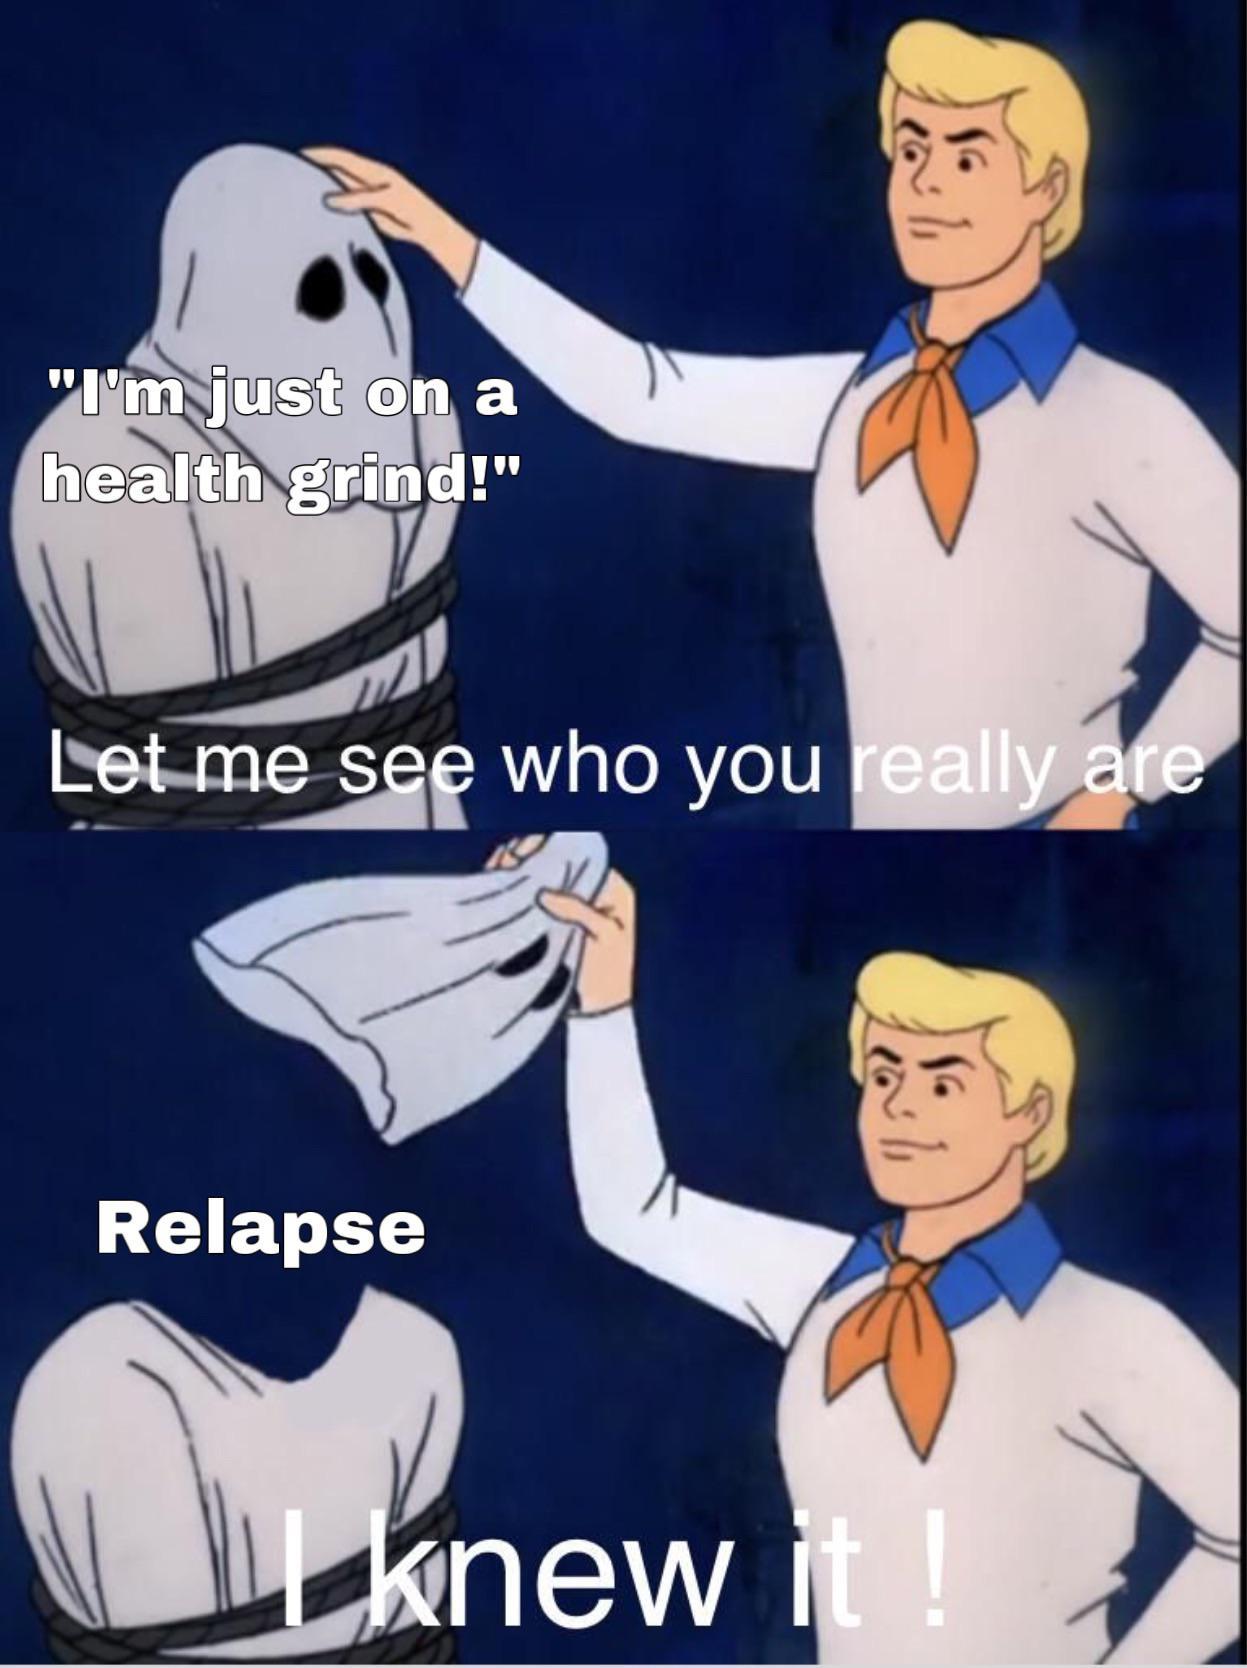 "I'm just on a
health grind!"
Let me see who you really are
Relapse
I knew it !